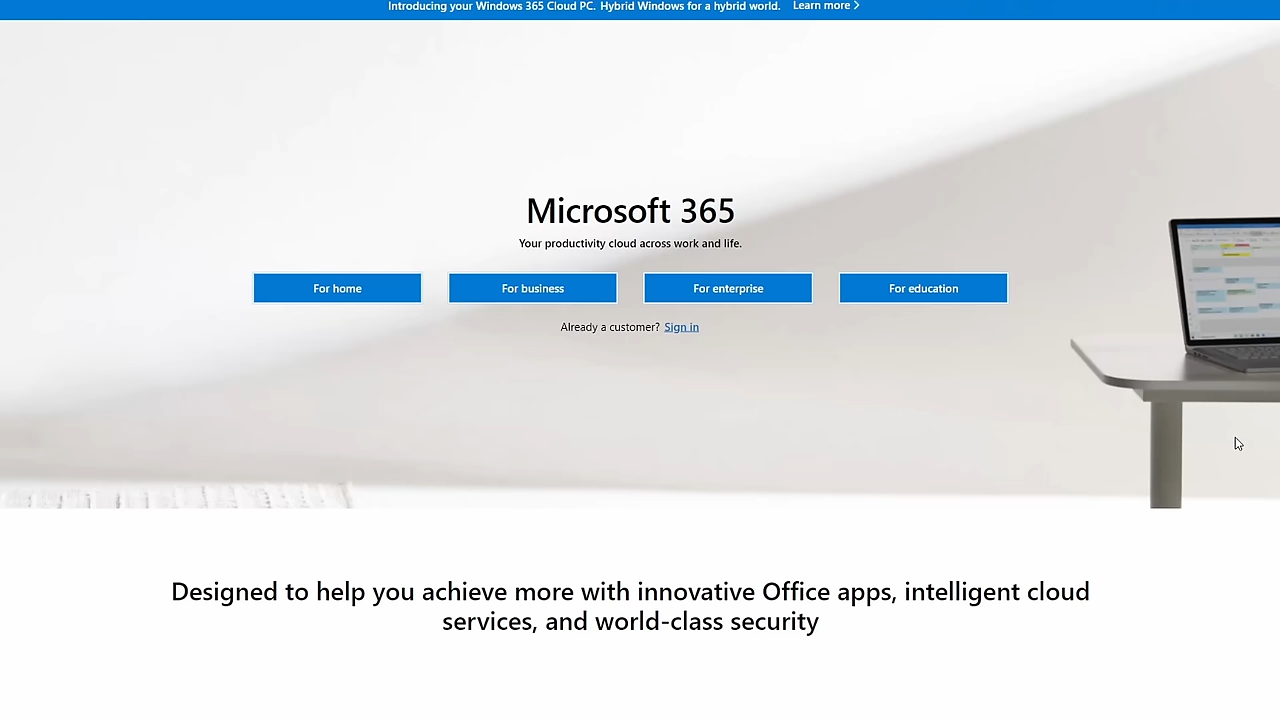 Introducing your Windows 365 Cloud PC. Hybrid Windows for a hybrid world. Learn more >
Microsoft 365
Your productivity cloud across work and life.
For home
For business
For enterprise
For education
Already a customer? Sign in
Designed to help you achieve more with innovative Office apps, intelligent cloud
services, and world-class security